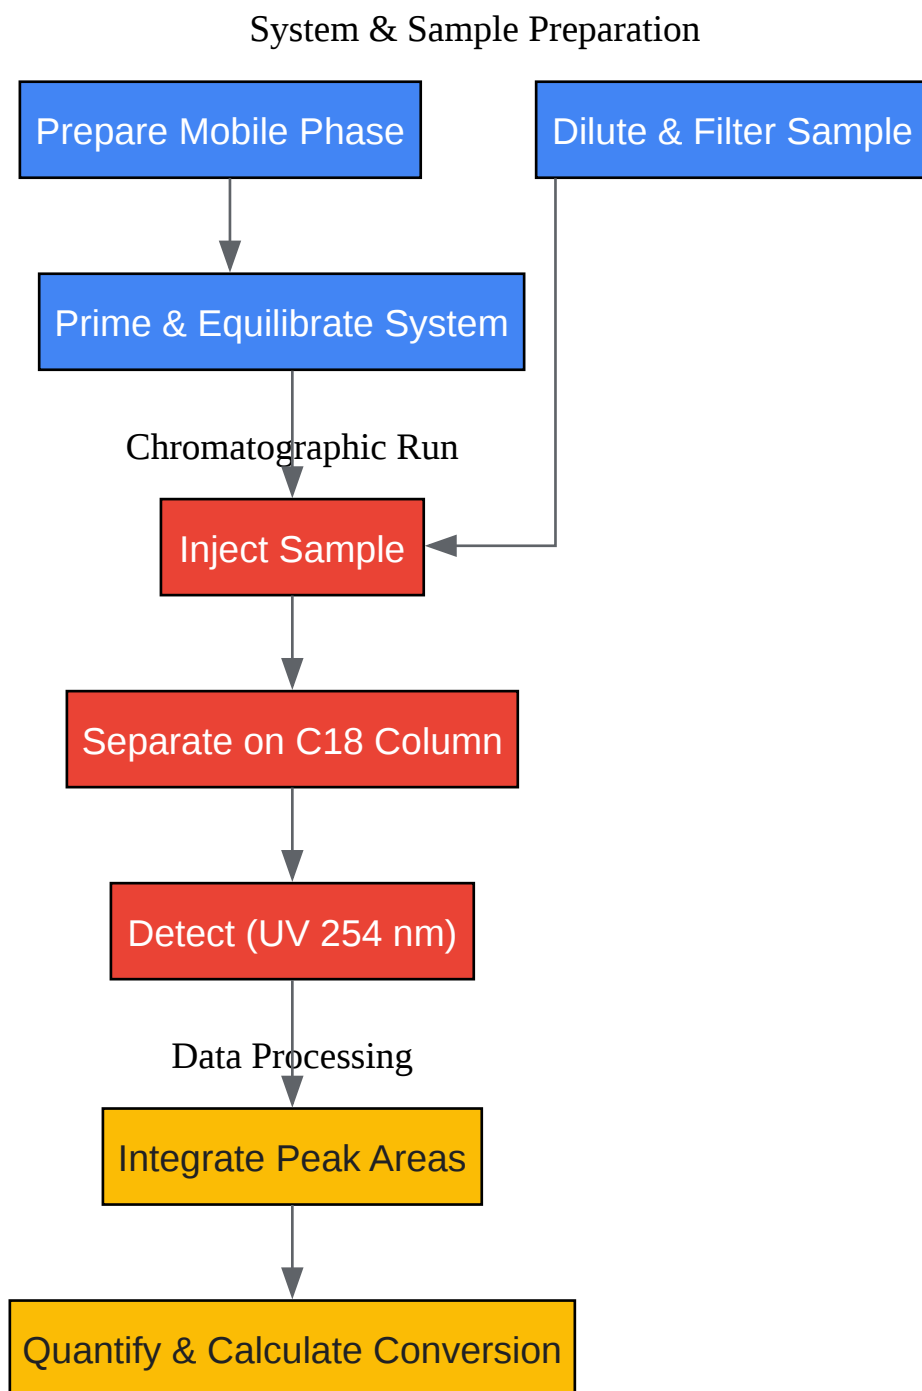 System & Sample Preparation
Prepare Mobile Phase
Dilute & Filter Sample
Prime & Equilibrate System
Chromatographic Run
Inject Sample
Separate on C18 Column
Detect (UV 254 nm)
Data Processing
Integrate Peak Areas
Quantify & Calculate Conversion